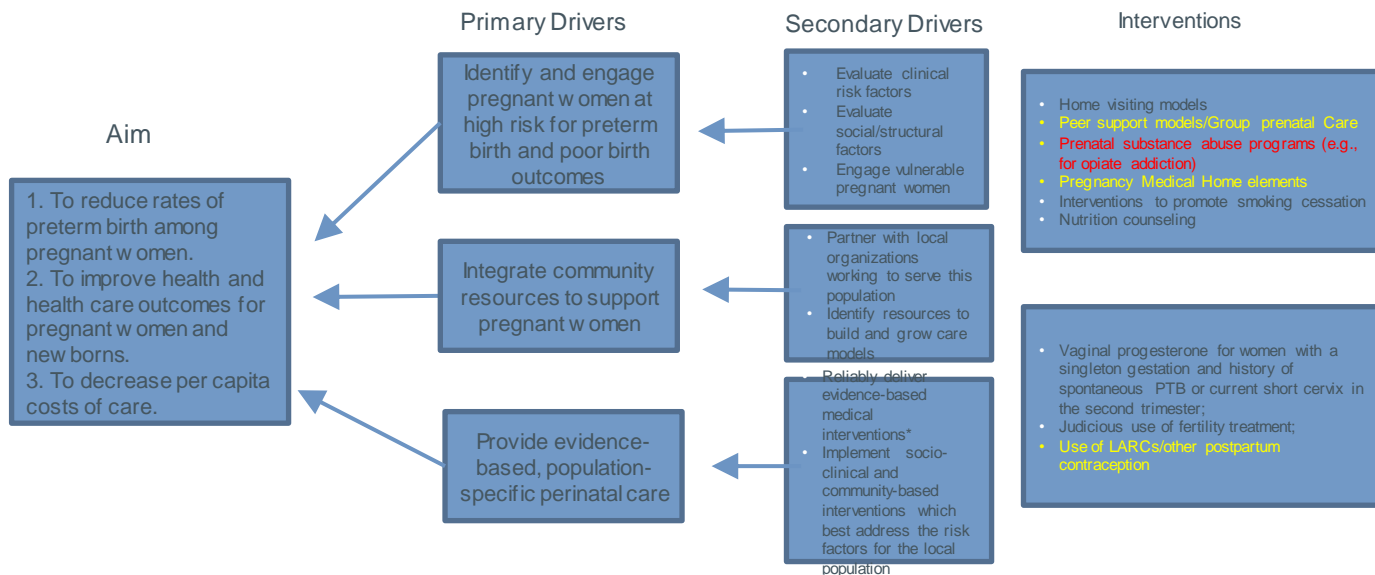 Aim
1. To reduce rates of
preterm birth among
pregnant women.
2. To improve health and
health care outcomes for
pregnant women and
new borns.
3. To decrease per capita
costs of care.
Primary Drivers
Identify and engage
pregnant women at
high risk for preterm
birth and poor birth
outcomes
Integrate community
resources to support
pregnant women
Provide evidence-
based, population-
specific perinatal care
Secondary Drivers
• Evaluate clinical
risk factors
• Evaluate
social/structural
factors
• Engage vulnerable
pregnant women
• Partner with local
organizations
working to serve this
population
• Identify resources to
build and grow care
models
• Reliably deliver
evidence-based
medical
interventions*
• Implement socio-
clinical and
community-based
interventions which
best address the risk
factors for the local
population
Interventions
• Home visiting models
• Peer support models/Group prenatal Care
• Prenatal substance abuse programs (e.g.,
for opiate addiction)
• Pregnancy Medical Home elements
• Interventions to promote smoking cessation
• Nutrition counseling
• Vaginal progesterone for women with a
singleton gestation and history of
spontaneous PTB or current short cervix in
the second trimester;
• Judicious use of fertility treatment;
• Use of LARCs/other postpartum
contraception